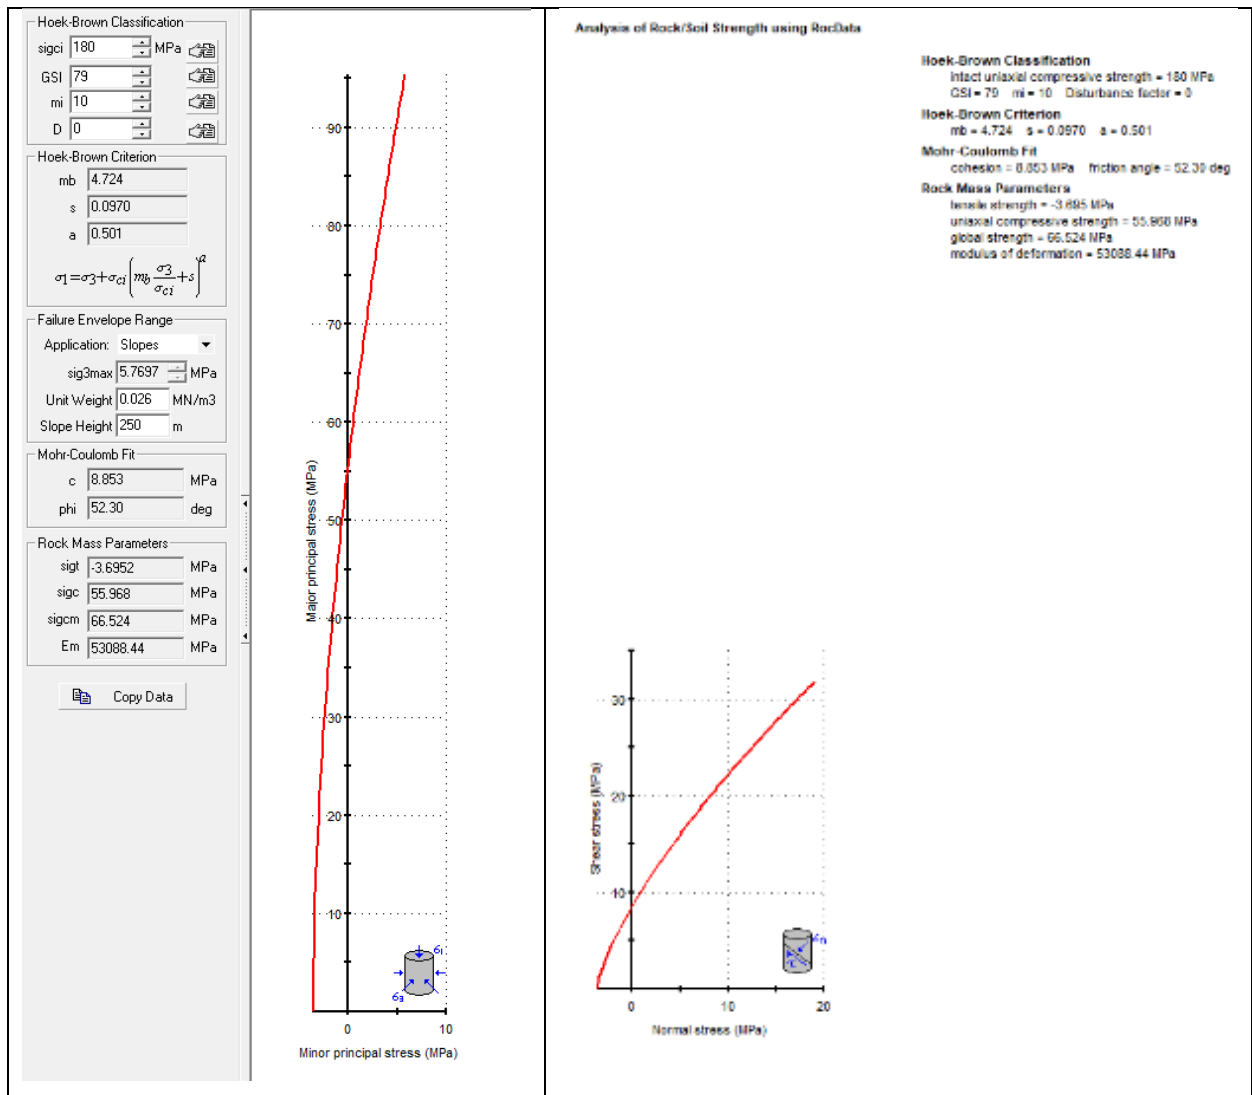 Hoek-Brown Classification
sigci 180 MPa
GSI 79
mi 10
D 0
Hoek-Brown Criterion
mb 4.724
s 0.0970
a 0.501
σ1=σ3+σci(mb σ3/σci+s)^a
Failure Envelope Range
Application: Slopes
sig3max 5.7697 MPa
Unit Weight 0.026 MN/m3
Slope Height 250 m
Mohr-Coulomb Fit
c 8.853 MPa
phi 52.30 deg
Rock Mass Parameters
sigt -3.6952 MPa
sigc 55.968 MPa
sigcm 66.524 MPa
Em 53088.44 MPa
Copy Data
Major principal stress (MPa)
90
80
70
60
50
40
30
20
10
σ1
σ3
0 10
Minor principal stress (MPa)
Analysis of Rock/Soil Strength using RocData
Hoek-Brown Classification
intact uniaxial compressive strength = 180 MPa
GSI = 79 mi = 10 Disturbance factor = 0
Hoek-Brown Criterion
mb = 4.724 s = 0.0970 a = 0.501
Mohr-Coulomb Fit
cohesion = 8.853 MPa friction angle = 52.30 deg
Rock Mass Parameters
tensile strength = -3.695 MPa
uniaxial compressive strength = 55.968 MPa
global strength = 66.524 MPa
modulus of deformation = 53088.44 MPa
Shear stress (MPa)
30
20
10
σn
0 10 20
Normal stress (MPa)